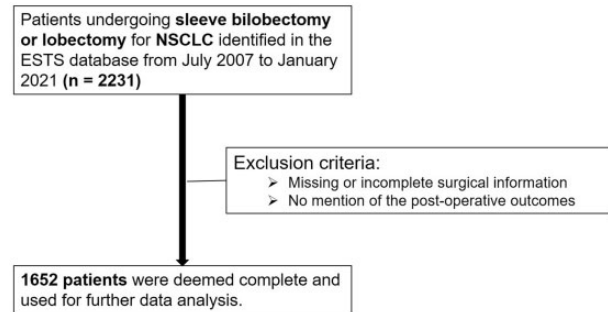 Patients undergoing sleeve bilobectomy
or lobectomy for NSCLC identified in the
ESTS database from July 2007 to January
2021 (n = 2231)
Exclusion criteria:
➢ Missing or incomplete surgical information
➢ No mention of the post-operative outcomes
1652 patients were deemed complete and
used for further data analysis.